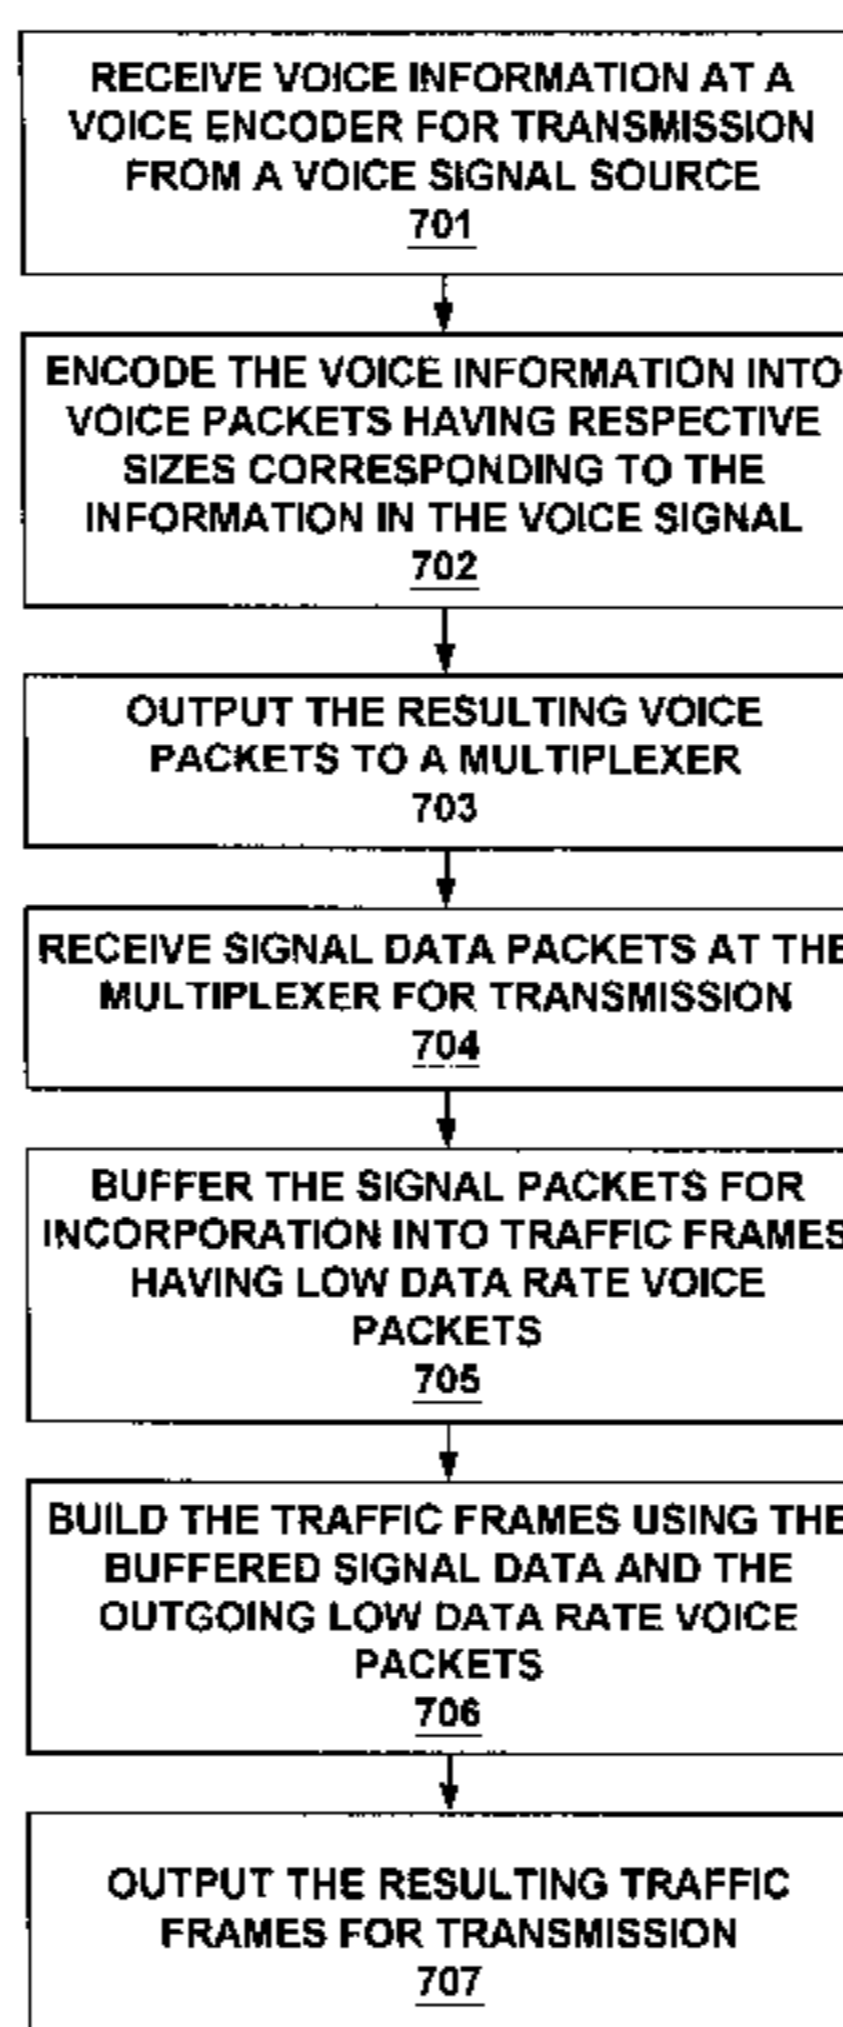 RECEIVE VOICE INFORMATION AT A
VOICE ENCODER FOR TRANSMISSION
FROM A VOICE SIGNAL SOURCE
701
ENCODE THE VOICE INFORMATION INTO
VOICE PACKETS HAVING RESPECTIVE
SIZES CORRESPONDING TO THE
INFORMATION IN THE VOICE SIGNAL
702
OUTPUT THE RESULTING VOICE
PACKETS TO A MULTIPLEXER
703
RECEIVE SIGNAL DATA PACKETS AT THE
MULTIPLEXER FOR TRANSMISSION
704
BUFFER THE SIGNAL PACKETS FOR
INCORPORATION INTO TRAFFIC FRAMES
HAVING LOW DATA RATE VOICE
PACKETS
705
BUILD THE TRAFFIC FRAMES USING THE
BUFFERED SIGNAL DATA AND THE
OUTGOING LOW DATA RATE VOICE
PACKETS
706
OUTPUT THE RESULTING TRAFFIC
FRAMES FOR TRANSMISSION
707